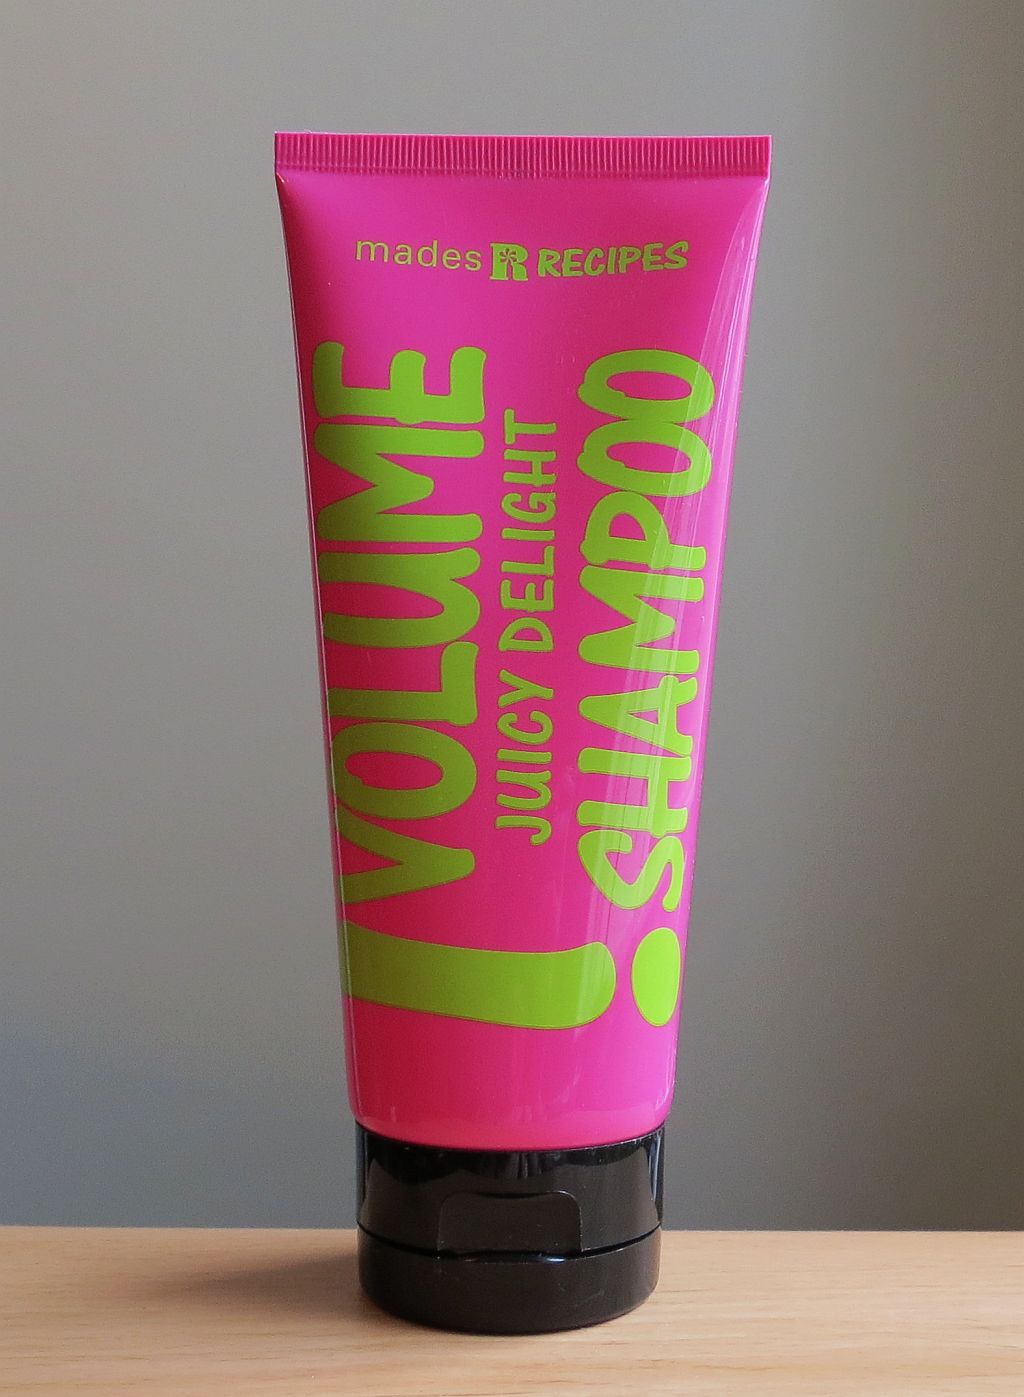 mades R RECIPES
! VOLUME
JUICY DELIGHT
SHAMPOO